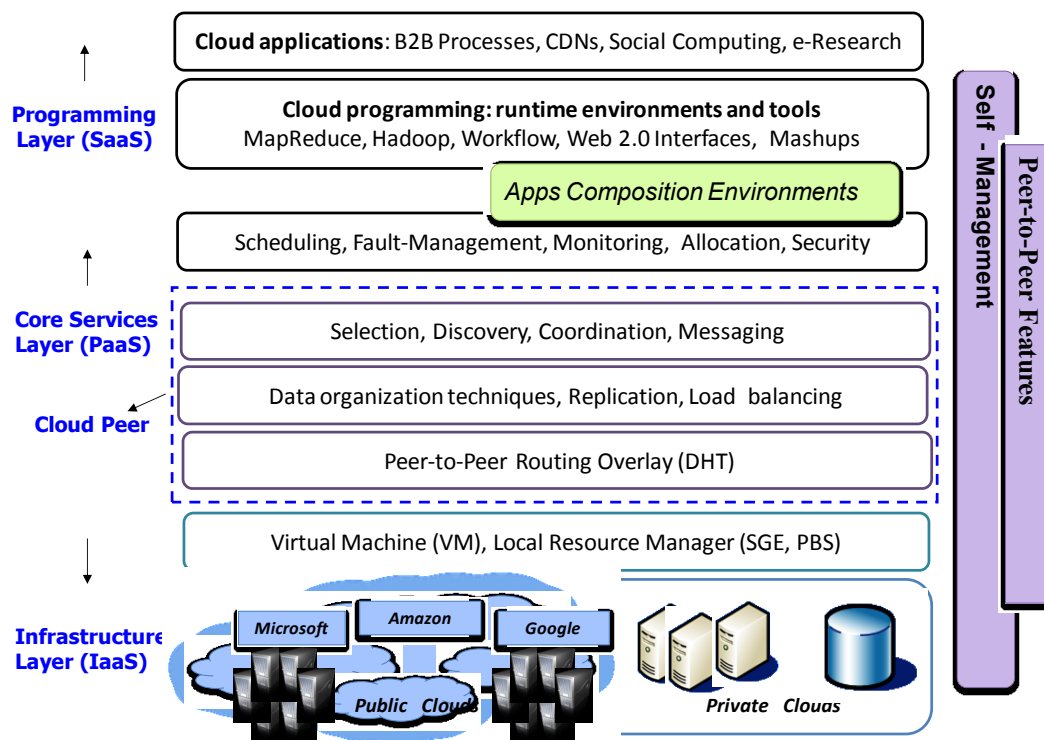 Cloud applications: B2B Processes, CDNs, Social Computing, e-Research
Programming
Layer (SaaS)
Cloud programming: runtime environments and tools
MapReduce, Hadoop, Workflow, Web 2.0 Interfaces, Mashups
Apps Composition Environments
Scheduling, Fault-Management, Monitoring, Allocation, Security
Core Services
Layer (PaaS)
Selection, Discovery, Coordination, Messaging
Data organization techniques, Replication, Load balancing
Cloud Peer
Peer-to-Peer Routing Overlay (DHT)
Virtual Machine (VM), Local Resource Manager (SGE, PBS)
Infrastructure
Layer (IaaS)
Microsoft
Amazon
Google
Public Clouds
Private Clouds
Self - Management
Peer-to-Peer Features